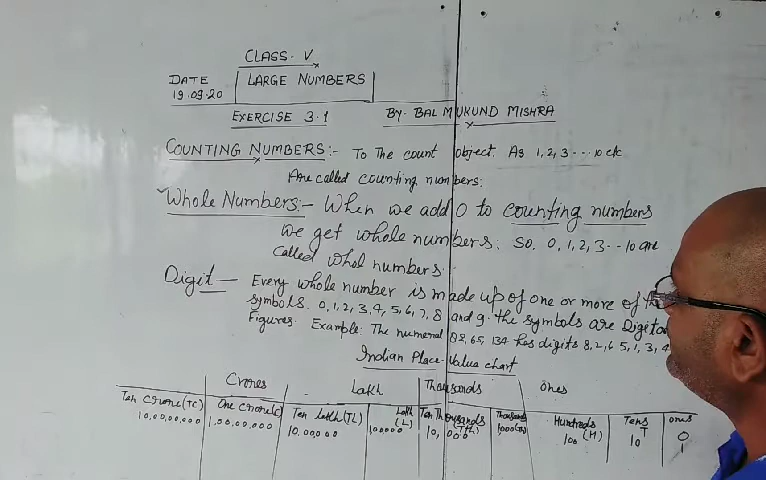 CLASS. V
DATE
19.09.20
LARGE NUMBERS
EXERCISE 3.1 BY- BAL MUKUND MISHRA
COUNTING NUMBERS:- To The count object. As 1, 2, 3 --- 10 etc
Are called counting numbers.
Whole Numbers:- When we add 0 to counting numbers
we get whole numbers. So. 0, 1, 2, 3 -- 10 are
called whol numbers.
Digit — Every whole number is made up of one or more of
symbols. 0, 1, 2, 3, 4, 5, 6, 7, 8 and 9. the symbols are Digit
Figures. Example: The numeral 82, 65, 134 has digits 8, 2, 6 5, 1, 3, 4
Indian Place-Value chart
Crores Lakh Thousands Ones
Ten Crore (TC) One Crore (C) Ten lakh (TL) Lakh (L) Ten Thousands (TTh) Thousands Hundreds (H) Tens T ones
10,00,00,000 1,00,00,000 10,00,000 100000 10,000 1000 100 10 0
1